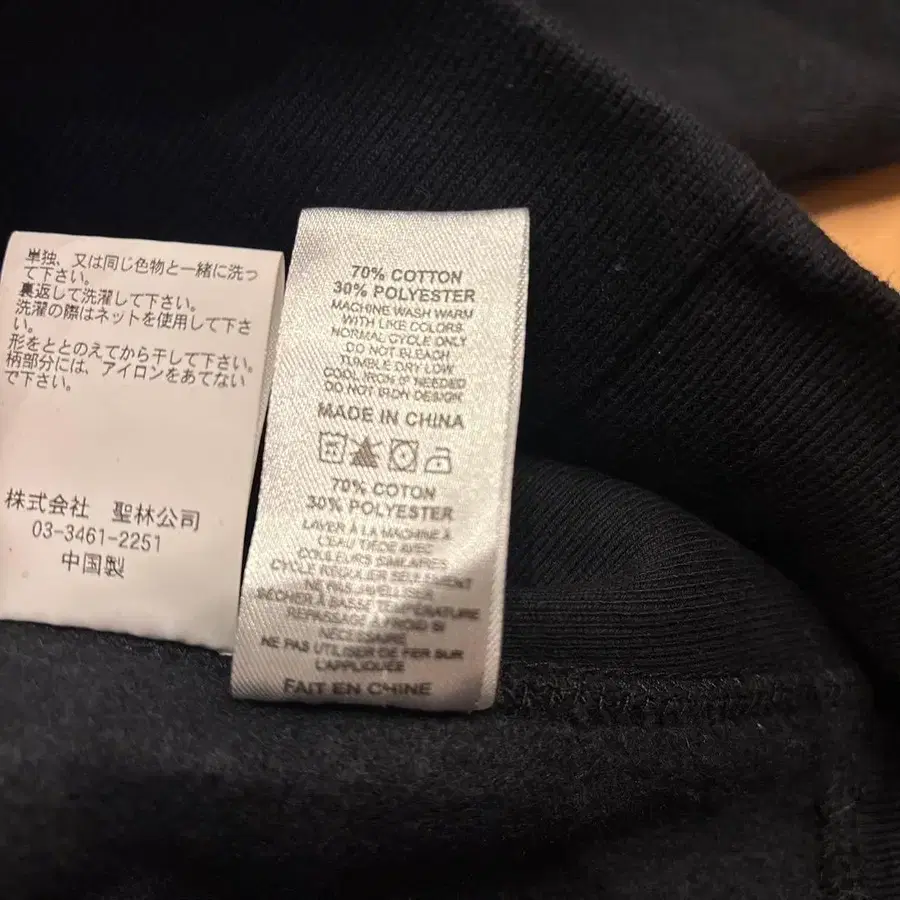 単独、又は同じ色物と一緒に洗っ
て下さい。
裏返して洗濯して下さい。
洗濯の際はネットを使用して下さ
い。
形をととのえてから干して下さい。
柄部分には、アイロンをあてない
で下さい。
株式会社 聖林公司
03-3461-2251
中国製
70% COTTON
30% POLYESTER
MACHINE WASH WARM
WITH LIKE COLORS.
NORMAL CYCLE ONLY
DO NOT BLEACH.
TUMBLE DRY LOW.
COOL IRON IF NEEDED
DO NOT IRON DESIGN.
MADE IN CHINA
70% COTON
30% POLYESTER
LAVER À LA MACHINE À
L'EAU TIÈDE AVEC
COULEURS SIMILAIRES
CYCLE RÉGULIER SEULEMENT
NE PAS JAVELLISER
SÉCHER À BASSE TEMPÉRATURE
REPASSAGE À FROID SI
NÉCESSAIRE
NE PAS UTILISER DE FER SUR
L'APPLIQUÉE
FAIT EN CHINE